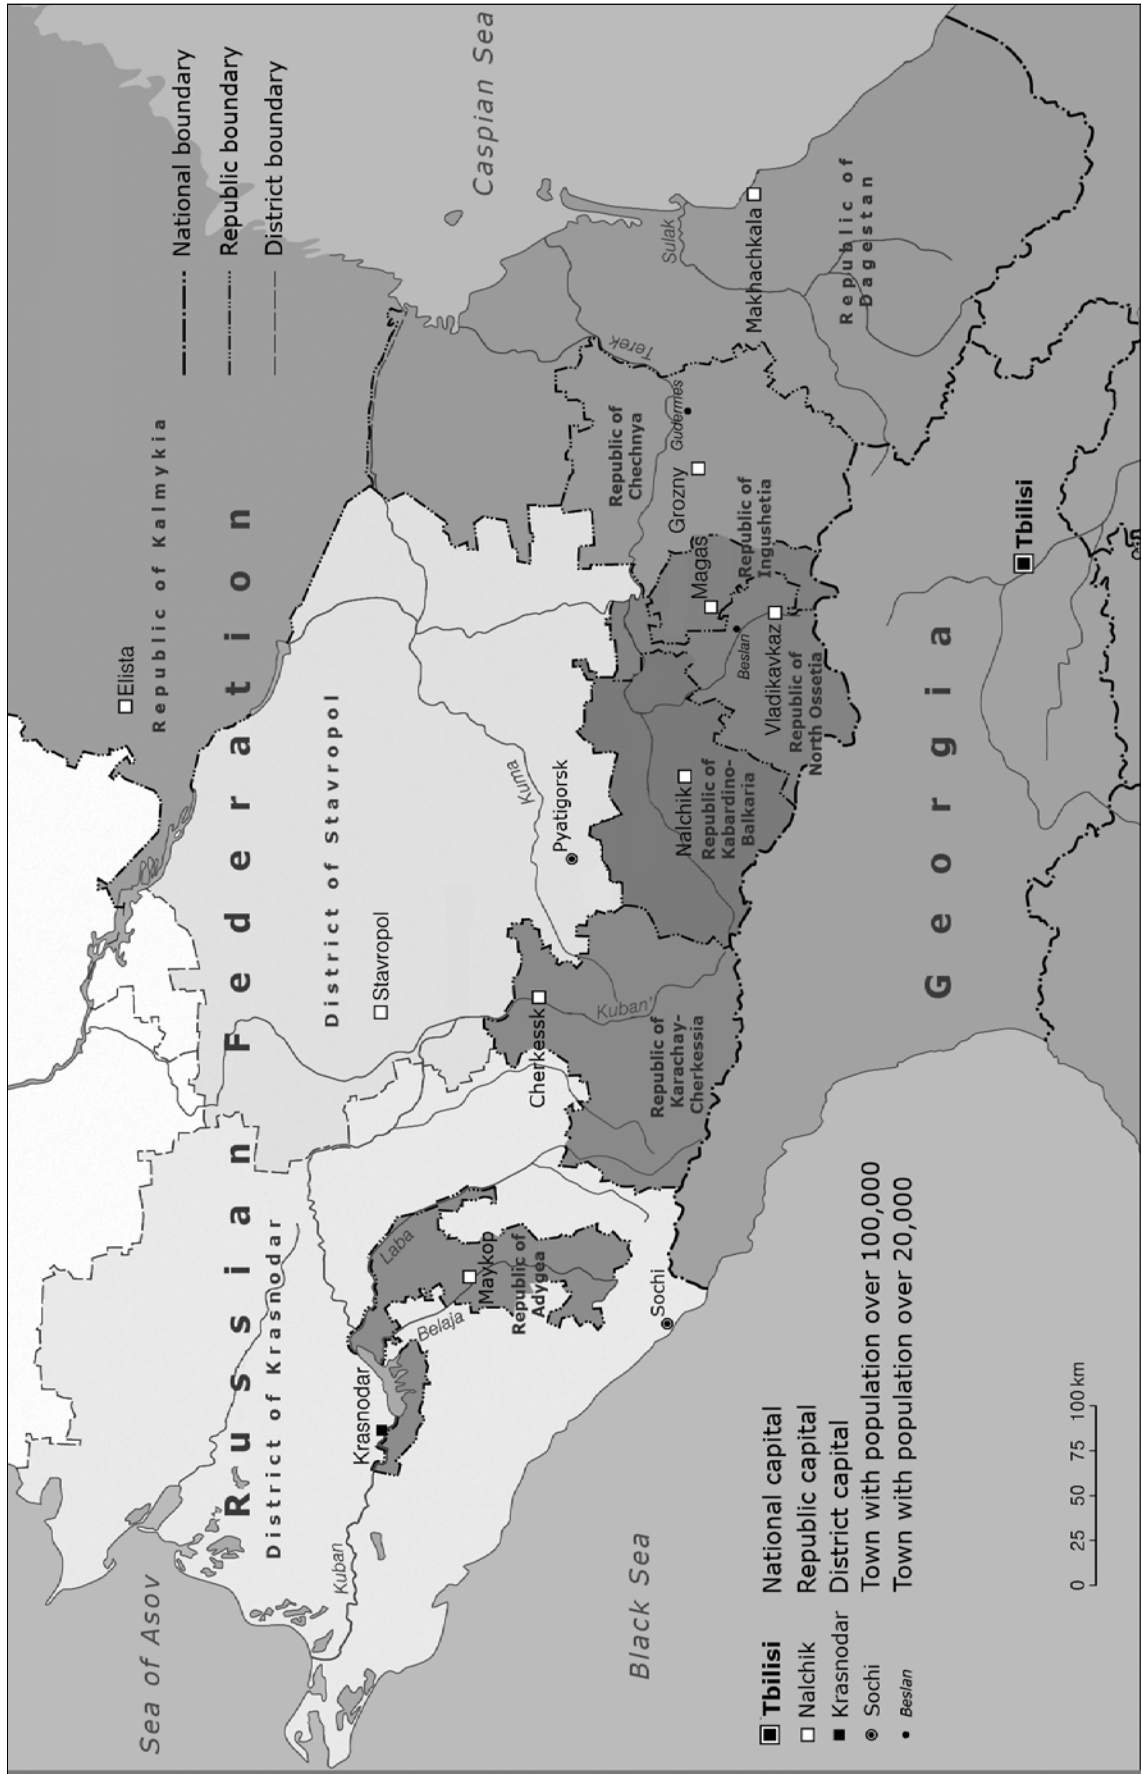 Sea of Asov
Russian Federation
District of Krasnodar
Kuban
Krasnodar
Laba
Belaja
Maykop
Republic of
Adygea
Sochi
Black Sea
Elista
Republic of Kalmykia
District of Stavropol
Stavropol
Kuma
Pyatigorsk
Cherkessk
Kuban'
Republic of
Karachay-
Cherkessia
Nalchik
Republic of
Kabardino-
Balkaria
Beslan
Vladikavkaz
Republic of
North Ossetia
Magas
Republic of
Ingushetia
Grozny
Gudermes
Republic of
Chechnya
Terek
Sulak
Makhachkala
Republic of
Dagestan
Caspian Sea
Georgia
Tbilisi
National boundary
Republic boundary
District boundary
Tbilisi National capital
Nalchik Republic capital
Krasnodar District capital
Sochi Town with population over 100,000
Beslan Town with population over 20,000
0 25 50 75 100 km